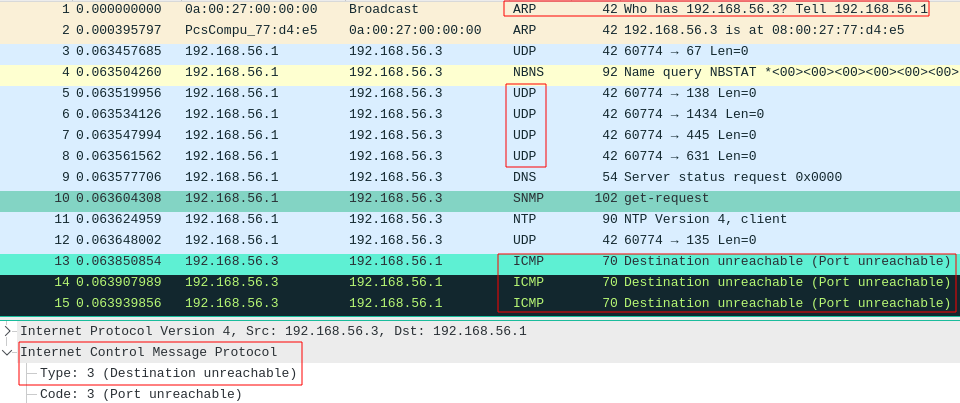 1 0.000000000 0a:00:27:00:00:00 Broadcast ARP 42 Who has 192.168.56.3? Tell 192.168.56.1
2 0.000395797 PcsCompu_77:d4:e5 0a:00:27:00:00:00 ARP 42 192.168.56.3 is at 08:00:27:77:d4:e5
3 0.063457685 192.168.56.1 192.168.56.3 UDP 42 60774 → 67 Len=0
4 0.063504260 192.168.56.1 192.168.56.3 NBNS 92 Name query NBSTAT *<00><00><00><00><00><00>
5 0.063519956 192.168.56.1 192.168.56.3 UDP 42 60774 → 138 Len=0
6 0.063534126 192.168.56.1 192.168.56.3 UDP 42 60774 → 1434 Len=0
7 0.063547994 192.168.56.1 192.168.56.3 UDP 42 60774 → 445 Len=0
8 0.063561562 192.168.56.1 192.168.56.3 UDP 42 60774 → 631 Len=0
9 0.063577706 192.168.56.1 192.168.56.3 DNS 54 Server status request 0x0000
10 0.063604308 192.168.56.1 192.168.56.3 SNMP 102 get-request
11 0.063624959 192.168.56.1 192.168.56.3 NTP 90 NTP Version 4, client
12 0.063648002 192.168.56.1 192.168.56.3 UDP 42 60774 → 135 Len=0
13 0.063850854 192.168.56.3 192.168.56.1 ICMP 70 Destination unreachable (Port unreachable)
14 0.063907989 192.168.56.3 192.168.56.1 ICMP 70 Destination unreachable (Port unreachable)
15 0.063939856 192.168.56.3 192.168.56.1 ICMP 70 Destination unreachable (Port unreachable)
Internet Protocol Version 4, Src: 192.168.56.3, Dst: 192.168.56.1
Internet Control Message Protocol
Type: 3 (Destination unreachable)
Code: 3 (Port unreachable)